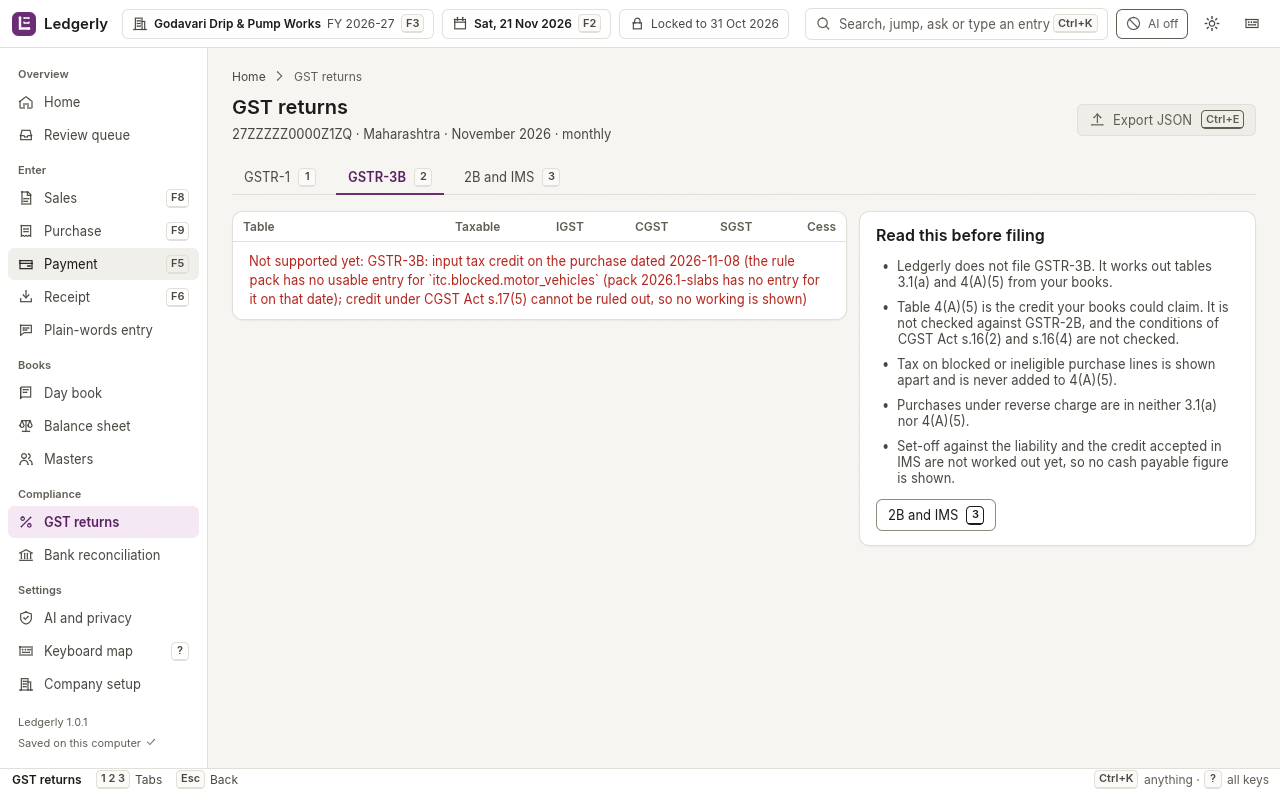 Ledgerly
Godavari Drip & Pump Works FY 2026-27 F3
Sat, 21 Nov 2026 F2
Locked to 31 Oct 2026
Search, jump, ask or type an entry Ctrl+K
AI off
Overview
Home
Review queue
Enter
Sales F8
Purchase F9
Payment F5
Receipt F6
Plain-words entry
Books
Day book
Balance sheet
Masters
Compliance
GST returns
Bank reconciliation
Settings
AI and privacy
Keyboard map ?
Company setup
Ledgerly 1.0.1
Saved on this computer
Home GST returns
GST returns
27ZZZZZ0000Z1ZQ · Maharashtra · November 2026 · monthly
Export JSON Ctrl+E
GSTR-1 1 GSTR-3B 2 2B and IMS 3
Table Taxable IGST CGST SGST Cess
Not supported yet: GSTR-3B: input tax credit on the purchase dated 2026-11-08 (the rule
pack has no usable entry for `itc.blocked.motor_vehicles` (pack 2026.1-slabs has no entry for
it on that date); credit under CGST Act s.17(5) cannot be ruled out, so no working is shown)
Read this before filing
• Ledgerly does not file GSTR-3B. It works out tables
3.1(a) and 4(A)(5) from your books.
• Table 4(A)(5) is the credit your books could claim. It is
not checked against GSTR-2B, and the conditions of
CGST Act s.16(2) and s.16(4) are not checked.
• Tax on blocked or ineligible purchase lines is shown
apart and is never added to 4(A)(5).
• Purchases under reverse charge are in neither 3.1(a)
nor 4(A)(5).
• Set-off against the liability and the credit accepted in
IMS are not worked out yet, so no cash payable figure
is shown.
2B and IMS 3
GST returns 1 2 3 Tabs Esc Back
Ctrl+K anything · ? all keys